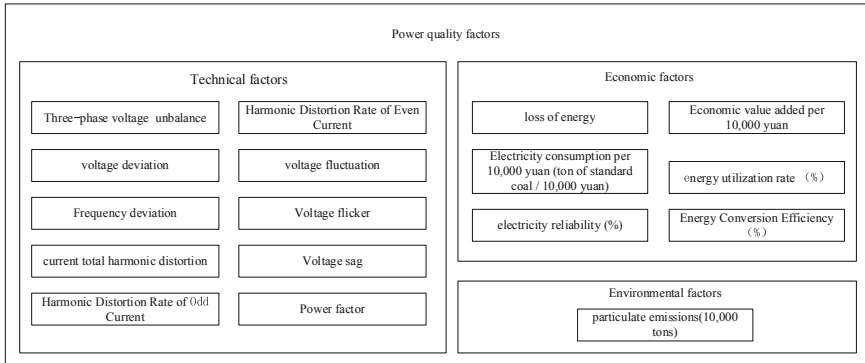 Power quality factors
Technical factors
Three-phase voltage unbalance
Harmonic Distortion Rate of Even
Current
voltage deviation
voltage fluctuation
Frequency deviation
Voltage flicker
current total harmonic distortion
Voltage sag
Harmonic Distortion Rate of Odd
Current
Power factor
Economic factors
loss of energy
Economic value added per
10,000 yuan
Electricity consumption per
10,000 yuan (ton of standard
coal / 10,000 yuan)
energy utilization rate （%）
electricity reliability (%)
Energy Conversion Efficiency
（%）
Environmental factors
particulate emissions(10,000
tons)